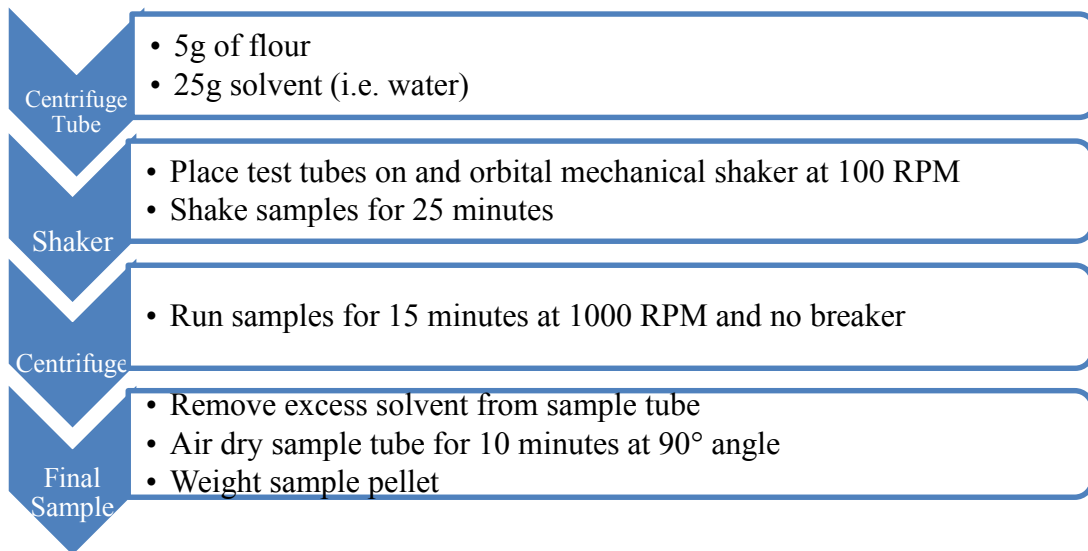 Centrifuge
Tube
• 5g of flour
• 25g solvent (i.e. water)
Shaker
• Place test tubes on and orbital mechanical shaker at 100 RPM
• Shake samples for 25 minutes
Centrifuge
• Run samples for 15 minutes at 1000 RPM and no breaker
Final
Sample
• Remove excess solvent from sample tube
• Air dry sample tube for 10 minutes at 90° angle
• Weight sample pellet